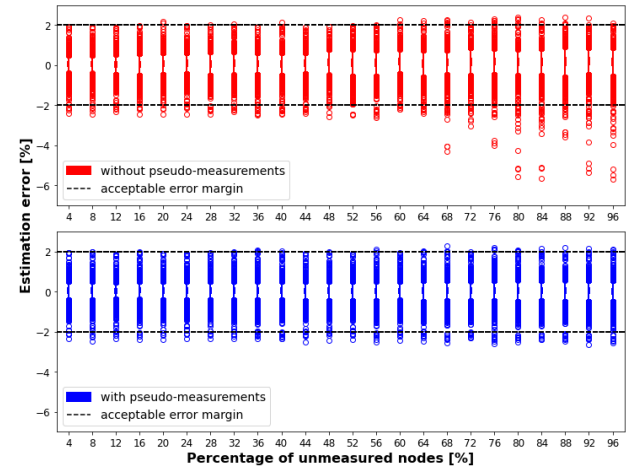 2
0
−2
−4
−6
without pseudo-measurements
acceptable error margin
4 8 12 16 20 24 28 32 36 40 44 48 52 56 60 64 68 72 76 80 84 88 92 96
Estimation error [%]
2
0
−2
−4
−6
with pseudo-measurements
acceptable error margin
4 8 12 16 20 24 28 32 36 40 44 48 52 56 60 64 68 72 76 80 84 88 92 96
Percentage of unmeasured nodes [%]